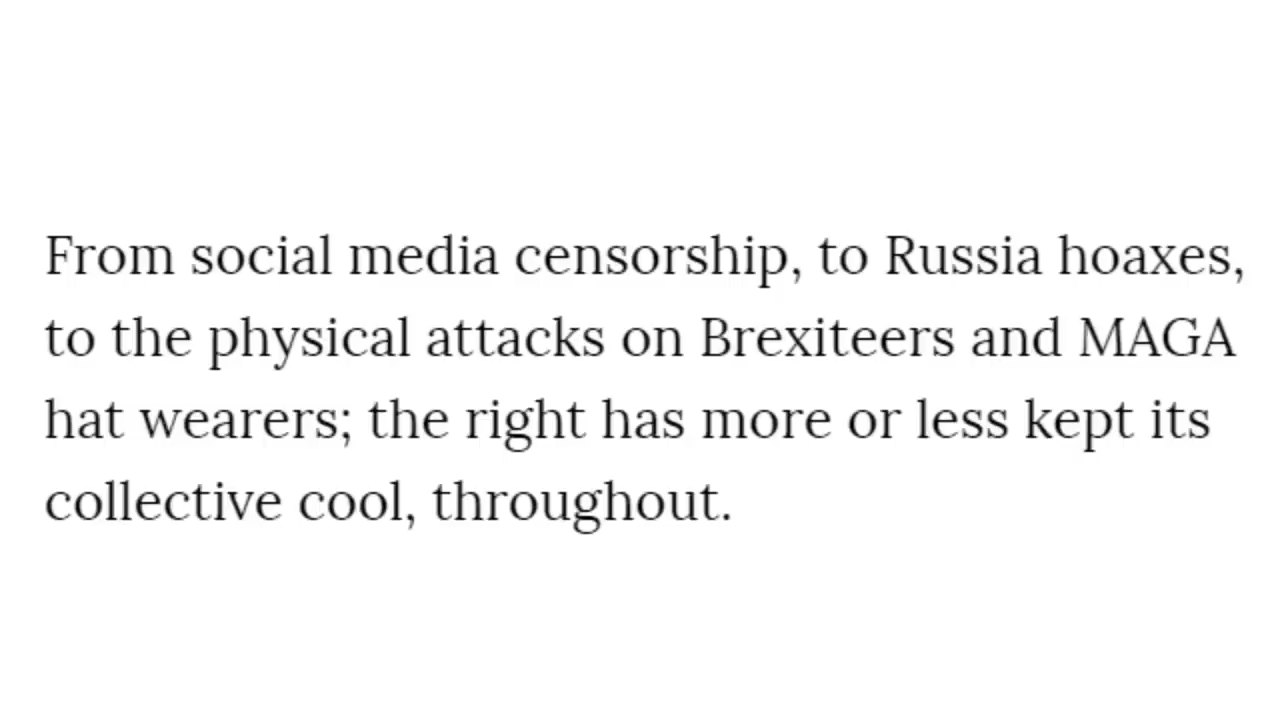 From social media censorship, to Russia hoaxes,
to the physical attacks on Brexiteers and MAGA
hat wearers; the right has more or less kept its
collective cool, throughout.